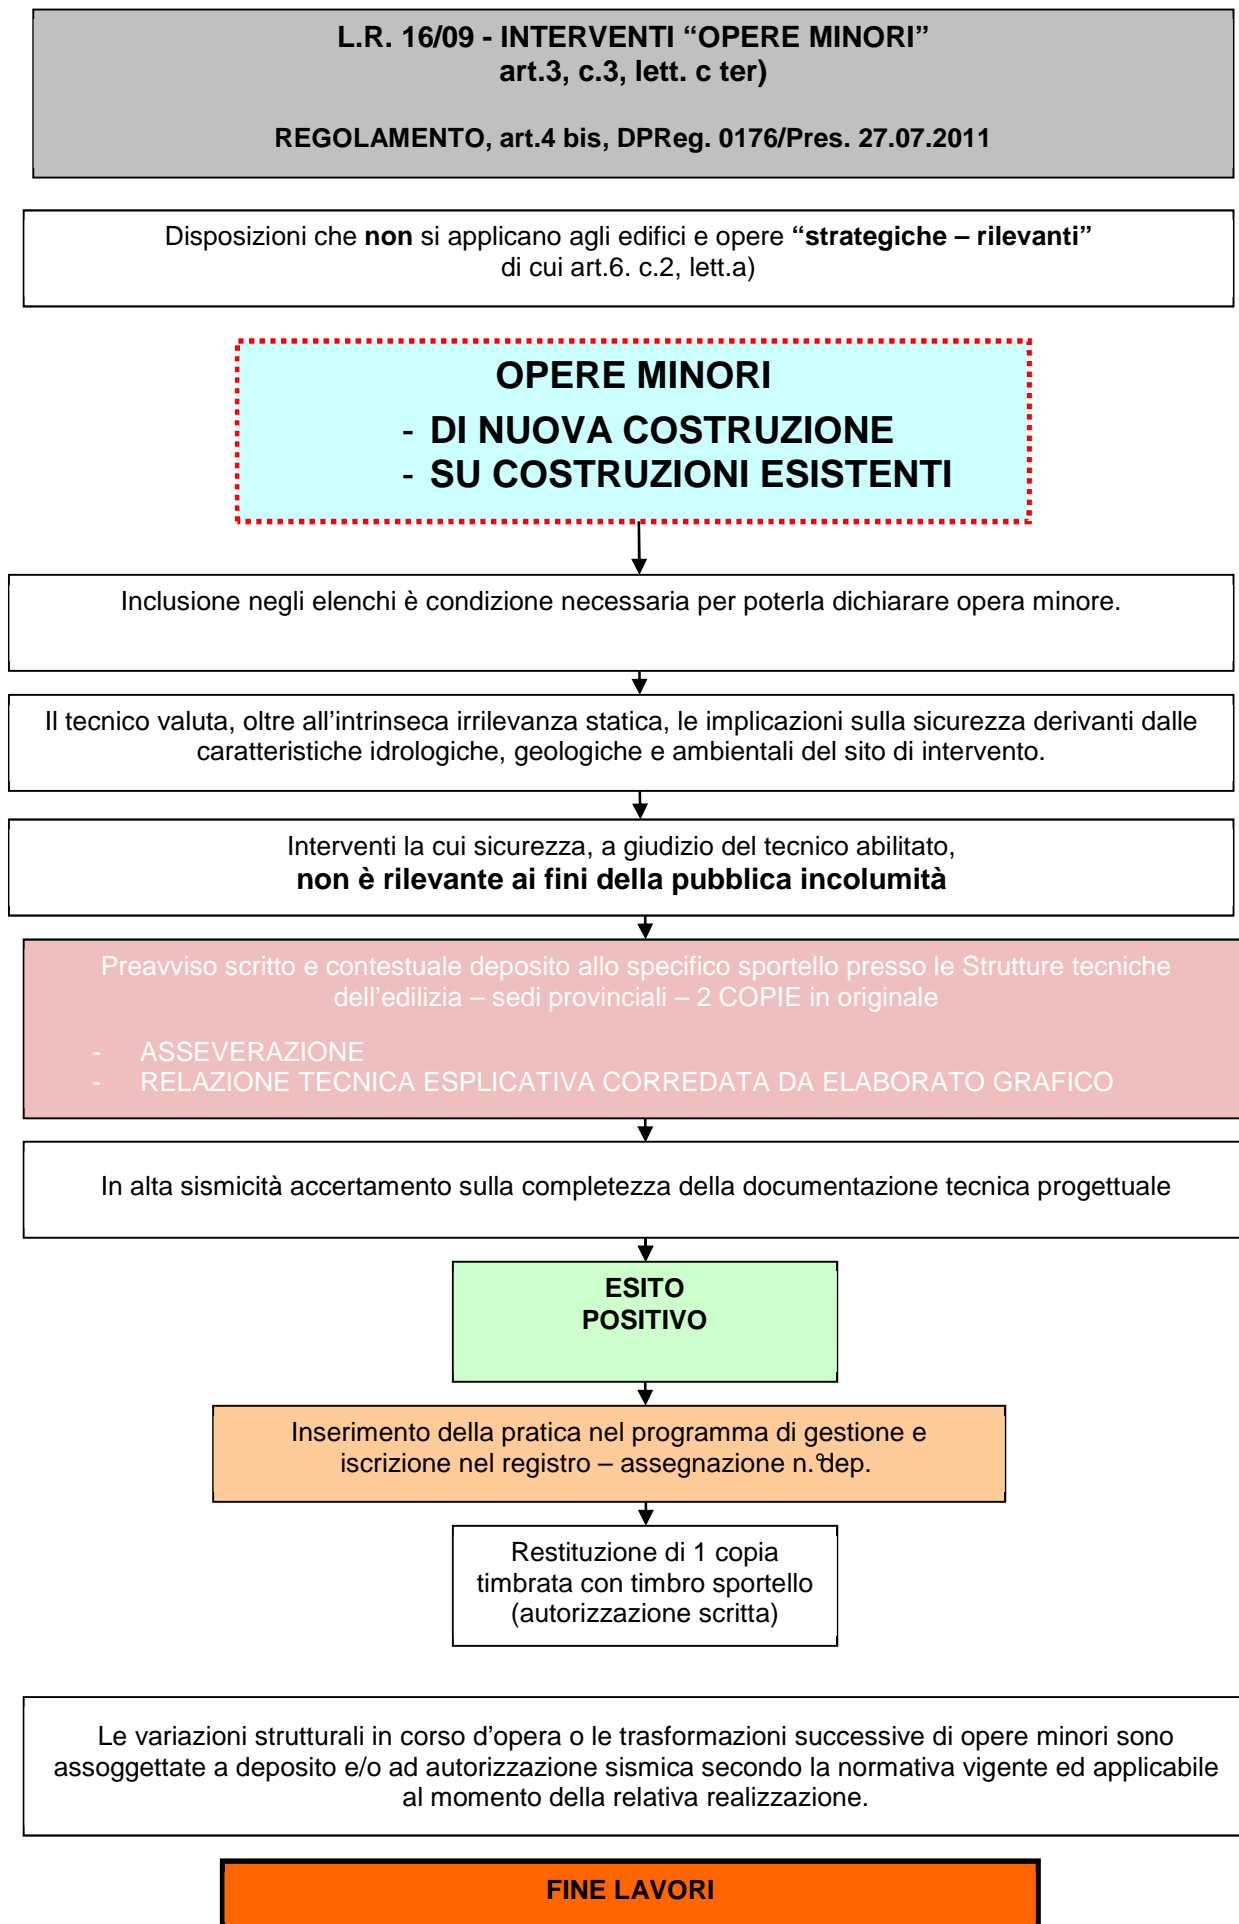 L.R. 16/09 - INTERVENTI “OPERE MINORI”
art.3, c.3, lett. c ter)
REGOLAMENTO, art.4 bis, DPReg. 0176/Pres. 27.07.2011
Disposizioni che non si applicano agli edifici e opere “strategiche – rilevanti”
di cui art.6. c.2, lett.a)
OPERE MINORI
- DI NUOVA COSTRUZIONE
- SU COSTRUZIONI ESISTENTI
Inclusione negli elenchi è condizione necessaria per poterla dichiarare opera minore.
Il tecnico valuta, oltre all’intrinseca irrilevanza statica, le implicazioni sulla sicurezza derivanti dalle
caratteristiche idrologiche, geologiche e ambientali del sito di intervento.
Interventi la cui sicurezza, a giudizio del tecnico abilitato,
non è rilevante ai fini della pubblica incolumità
Preavviso scritto e contestuale deposito allo specifico sportello presso le Strutture tecniche
dell’edilizia – sedi provinciali – 2 COPIE in originale
- ASSEVERAZIONE
- RELAZIONE TECNICA ESPLICATIVA CORREDATA DA ELABORATO GRAFICO
In alta sismicità accertamento sulla completezza della documentazione tecnica progettuale
ESITO
POSITIVO
Inserimento della pratica nel programma di gestione e
iscrizione nel registro – assegnazione n.°dep.
Restituzione di 1 copia
timbrata con timbro sportello
(autorizzazione scritta)
Le variazioni strutturali in corso d’opera o le trasformazioni successive di opere minori sono
assoggettate a deposito e/o ad autorizzazione sismica secondo la normativa vigente ed applicabile
al momento della relativa realizzazione.
FINE LAVORI